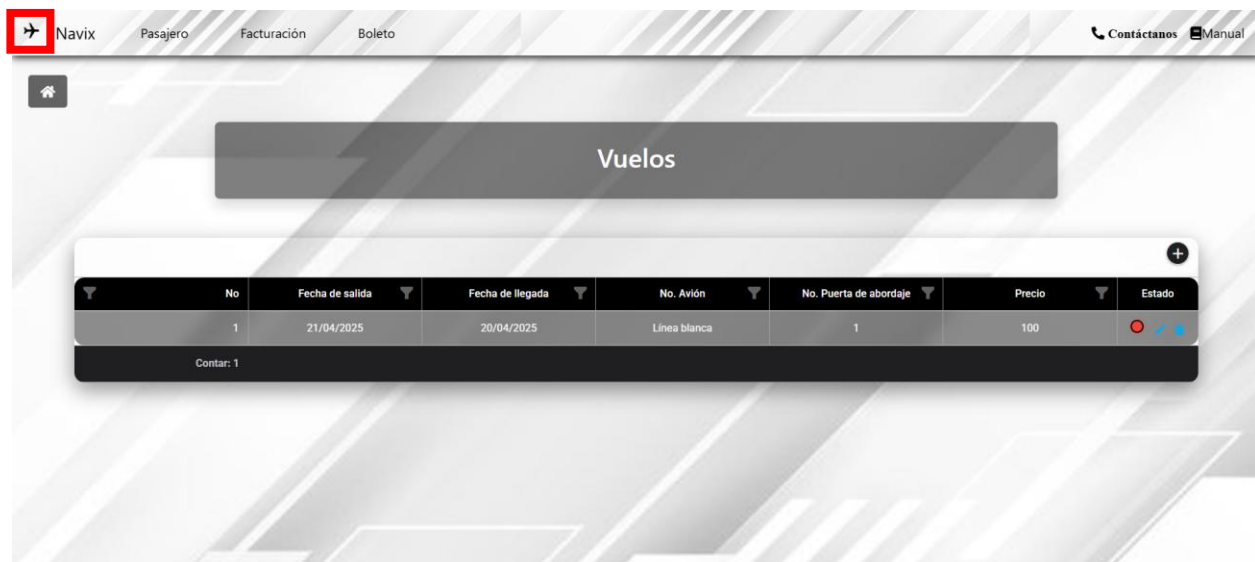 Navix Pasajero Facturación Boleto Contáctanos Manual
Vuelos
No Fecha de salida Fecha de llegada No. Avión No. Puerta de abordaje Precio Estado
1 21/04/2025 20/04/2025 Línea blanca 1 100
Contar: 1